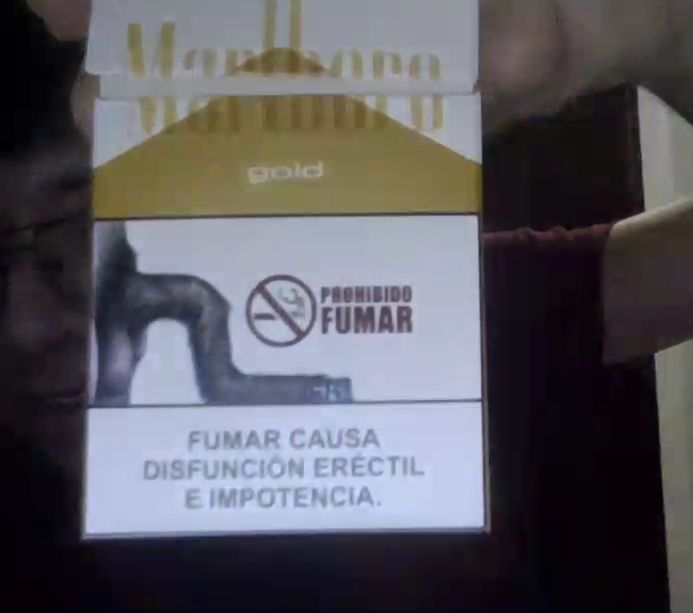 Marlboro
gold
PROHIBIDO
FUMAR
FUMAR CAUSA
DISFUNCIÓN ERÉCTIL
E IMPOTENCIA.